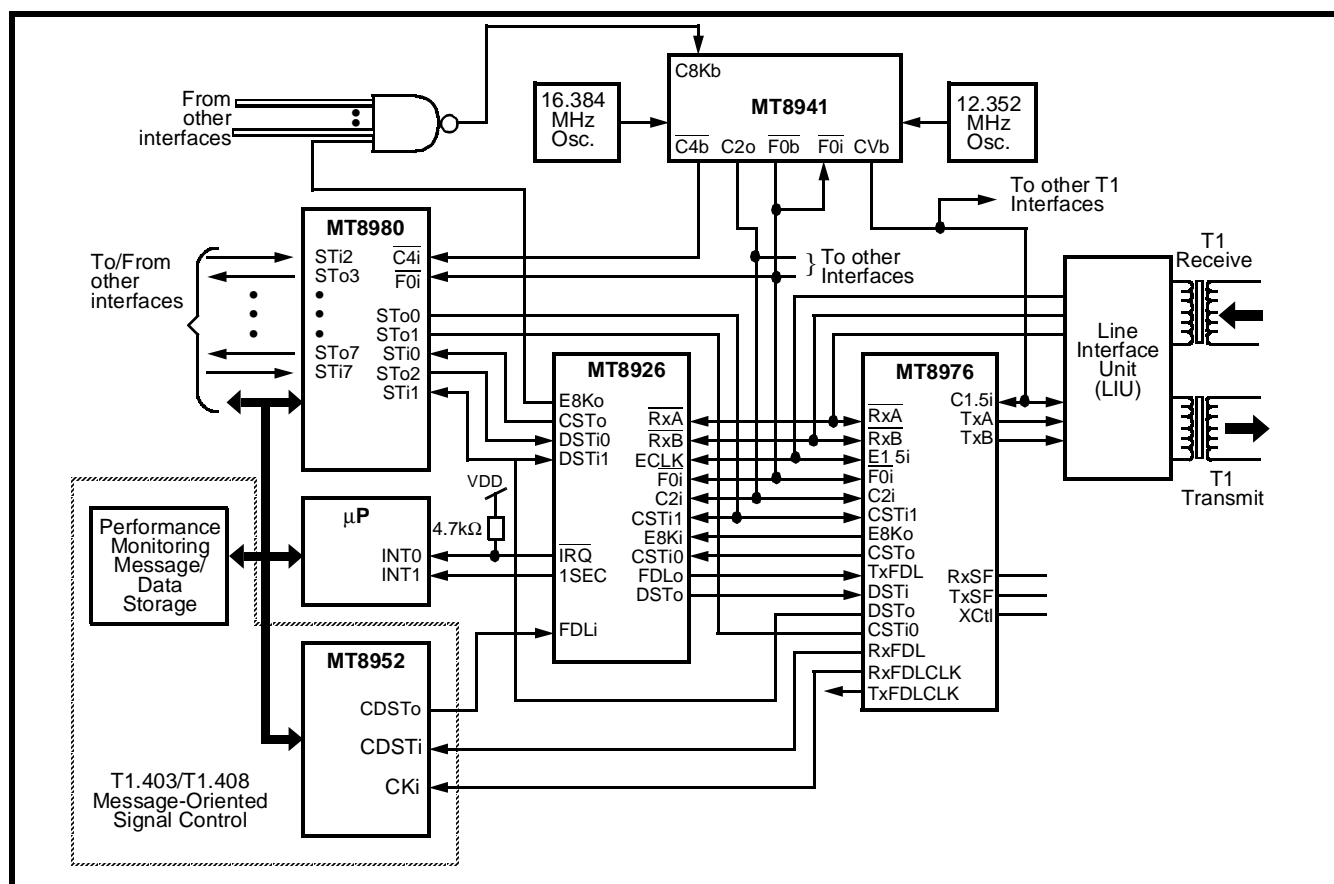 C8Kb
MT8941
C4b C2o F0b F0i CVb
16.384
MHz
Osc.
12.352
MHz
Osc.
From
other
interfaces
To other T1
Interfaces
To other
Interfaces
To/From
other
interfaces
MT8980
STi2
STo3
STo7
STi7
C4i
F0i
STo0
STo1
STi0
STo2
STi1
MT8926
E8Ko
CSTo
DSTi0
DSTi1
IRQ
1SEC
FDLi
RxA
RxB
ECLK
F0i
C2i
CSTi1
E8Ki
CSTi0
FDLo
DSTo
MT8976
RxA
RxB
E1 5i
F0i
C2i
CSTi1
E8Ko
CSTo
TxFDL
DSTi
DSTo
CSTi0
RxFDL
RxFDLCLK
TxFDLCLK
C1.5i
TxA
TxB
RxSF
TxSF
XCtl
Line
Interface
Unit
(LIU)
T1
Receive
T1
Transmit
VDD
4.7kΩ
µP
INT0
INT1
Performance
Monitoring
Message/
Data
Storage
MT8952
CDSTo
CDSTi
CKi
T1.403/T1.408
Message-Oriented
Signal Control